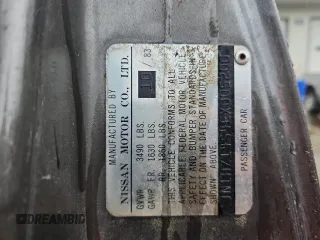 MANUFACTURED BY
NISSAN MOTOR CO., LTD.
10 / 83
GVWR 3490 LBS.
GAWR FR. 1630 LBS.
RR. 1860 LBS.
THIS VEHICLE CONFORMS TO ALL
APPLICABLE FEDERAL MOTOR VEHICLE
SAFETY AND BUMPER STANDARDS IN
EFFECT ON THE DATE OF MANUFACTURE
SHOWN ABOVE.
PASSENGER CAR
DREAMBID